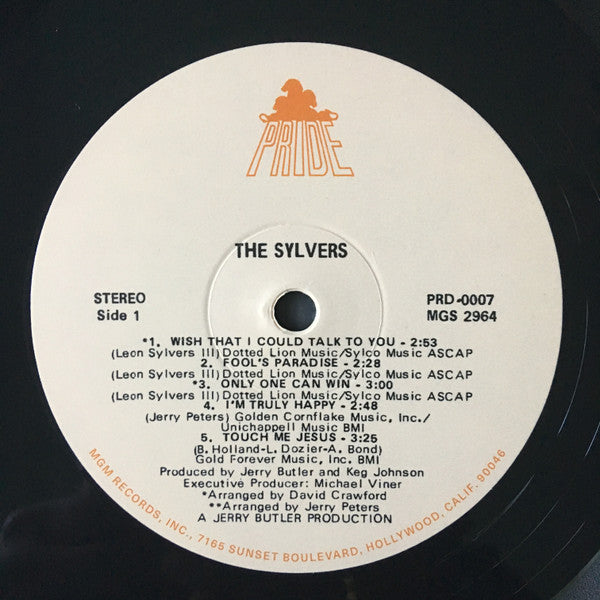 PRIDE
THE SYLVERS
STEREO
Side 1
PRD-0007
MGS 2964
*1. WISH THAT I COULD TALK TO YOU - 2:53
(Leon Sylvers III) Dotted Lion Music/Sylco Music ASCAP
2. FOOL'S PARADISE - 2:28
(Leon Sylvers III) Dotted Lion Music/Sylco Music ASCAP
*3. ONLY ONE CAN WIN - 3:00
(Leon Sylvers III) Dotted Lion Music/Sylco Music ASCAP
4. I'M TRULY HAPPY - 2:48
(Jerry Peters) Golden Cornflake Music, Inc./
Unichappell Music BMI
5. TOUCH ME JESUS - 3:25
(B. Holland-L. Dozier-A. Bond)
Gold Forever Music, Inc. BMI
Produced by Jerry Butler and Keg Johnson
Executive Producer: Michael Viner
*Arranged by David Crawford
**Arranged by Jerry Peters
A JERRY BUTLER PRODUCTION
MGM RECORDS, INC., 7165 SUNSET BOULEVARD, HOLLYWOOD, CALIF. 90046